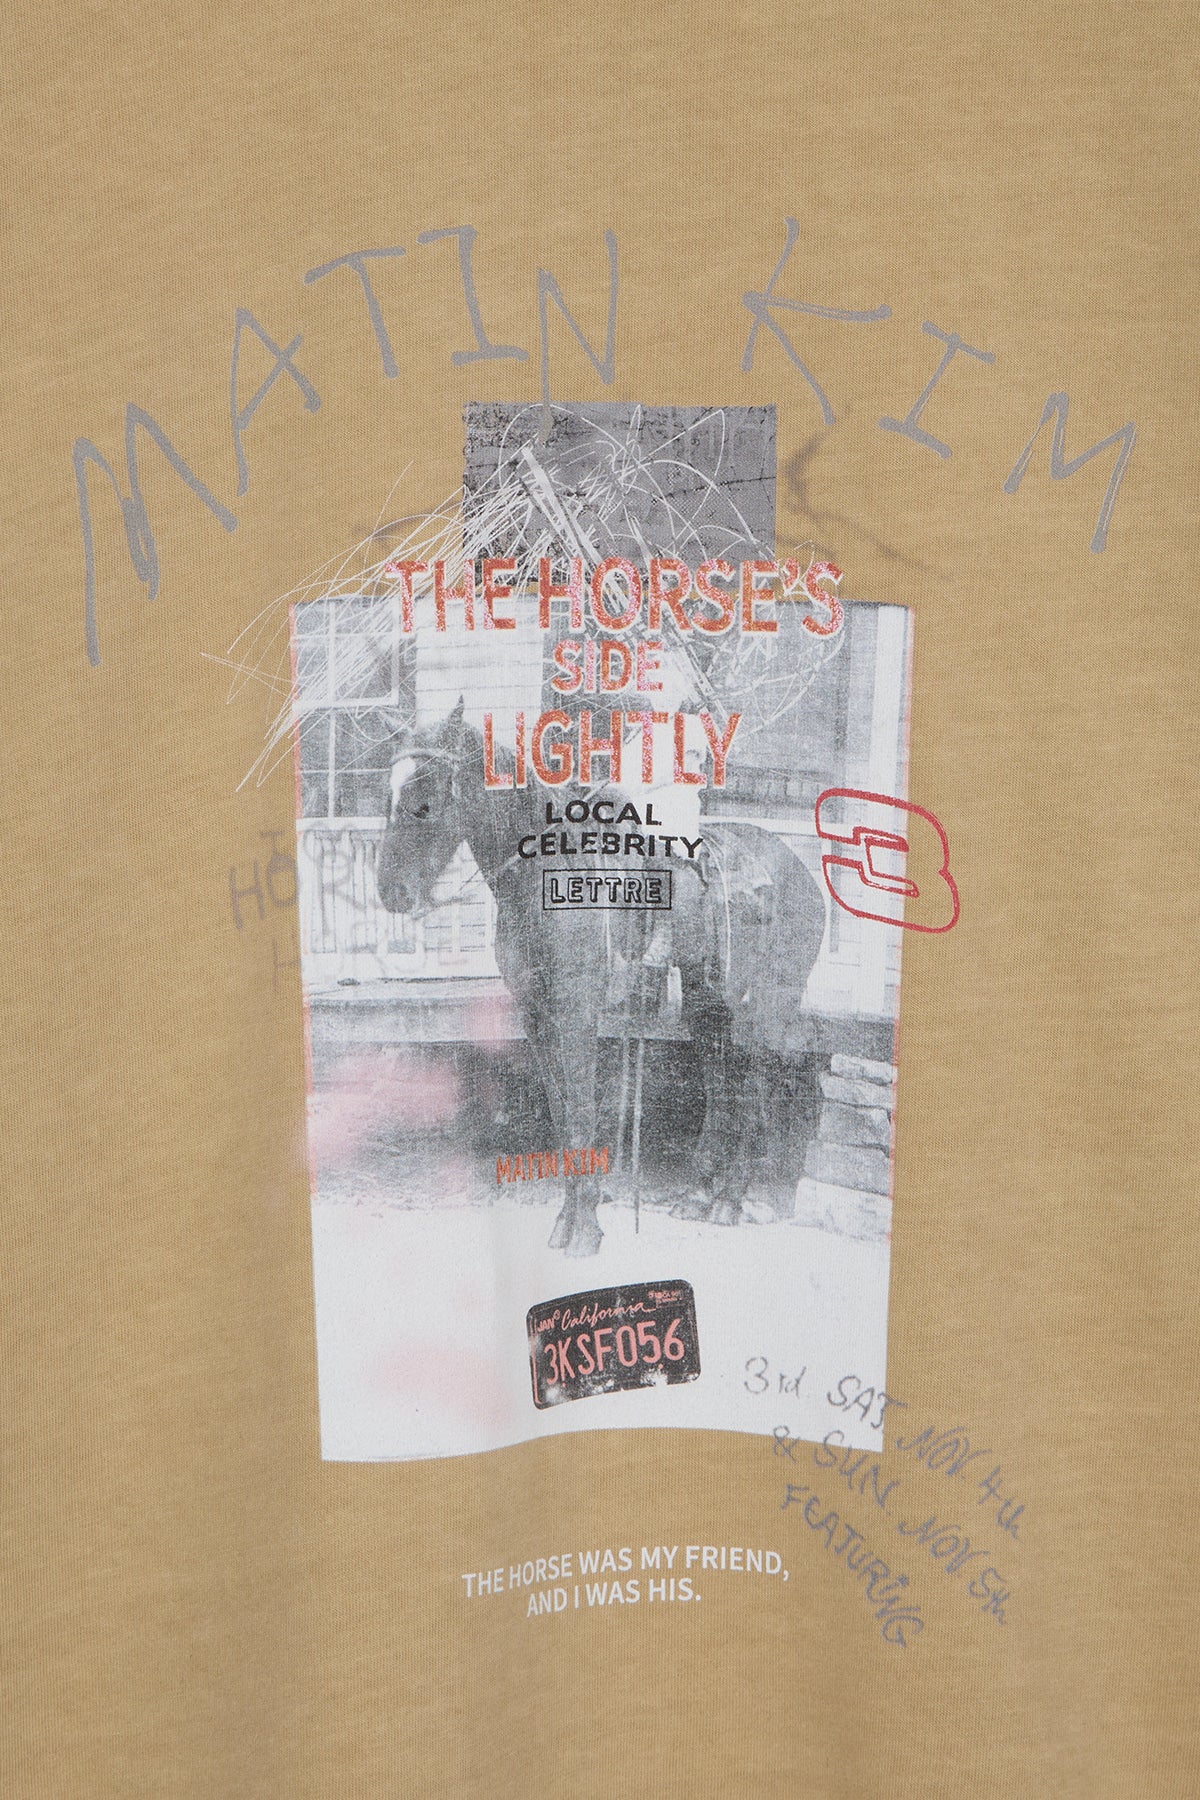 MATIN KIM
THE HORSE'S
SIDE
LIGHTLY
LOCAL
CELEBRITY
LETTRE
3
MATIN KIM
JAN California
3KSF056
3rd. SAT. NOV. 4th
& SUN. NOV 5th
FEATURING
THE HORSE WAS MY FRIEND,
AND I WAS HIS.